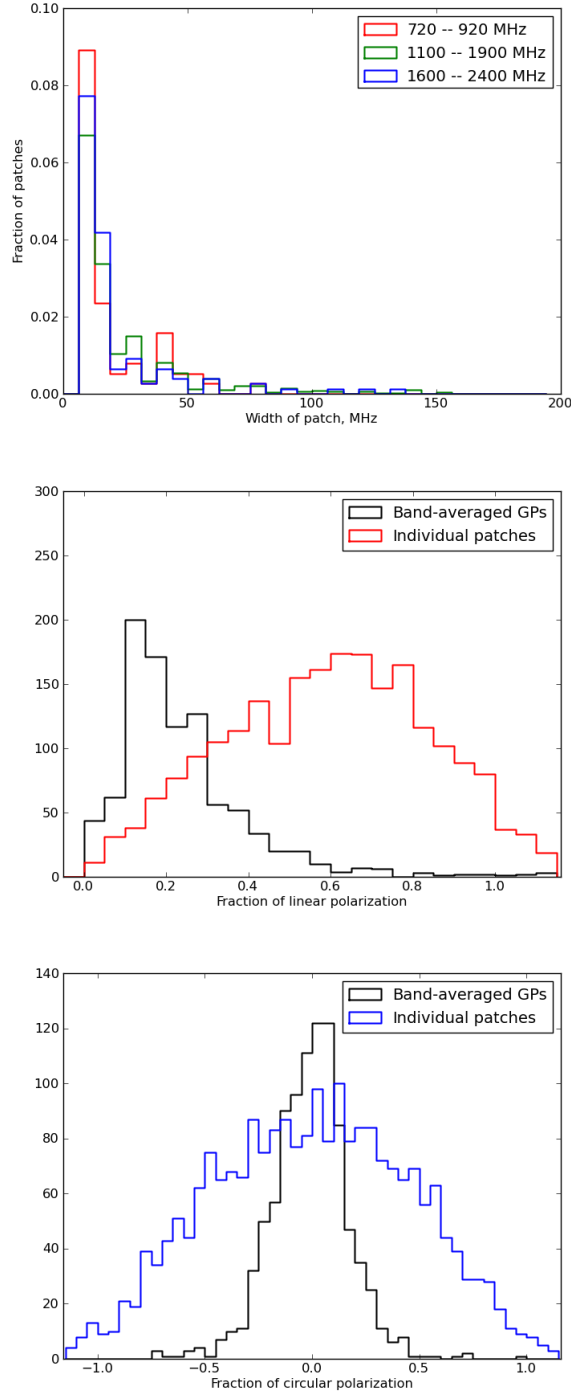 0.10
0.08
0.06
0.04
0.02
0.00
Fraction of patches
720 -- 920 MHz
1100 -- 1900 MHz
1600 -- 2400 MHz
0 50 100 150 200
Width of patch, MHz
300
250
200
150
100
50
0
Band-averaged GPs
Individual patches
0.0 0.2 0.4 0.6 0.8 1.0
Fraction of linear polarization
140
120
100
80
60
40
20
0
Band-averaged GPs
Individual patches
−1.0 −0.5 0.0 0.5 1.0
Fraction of circular polarization